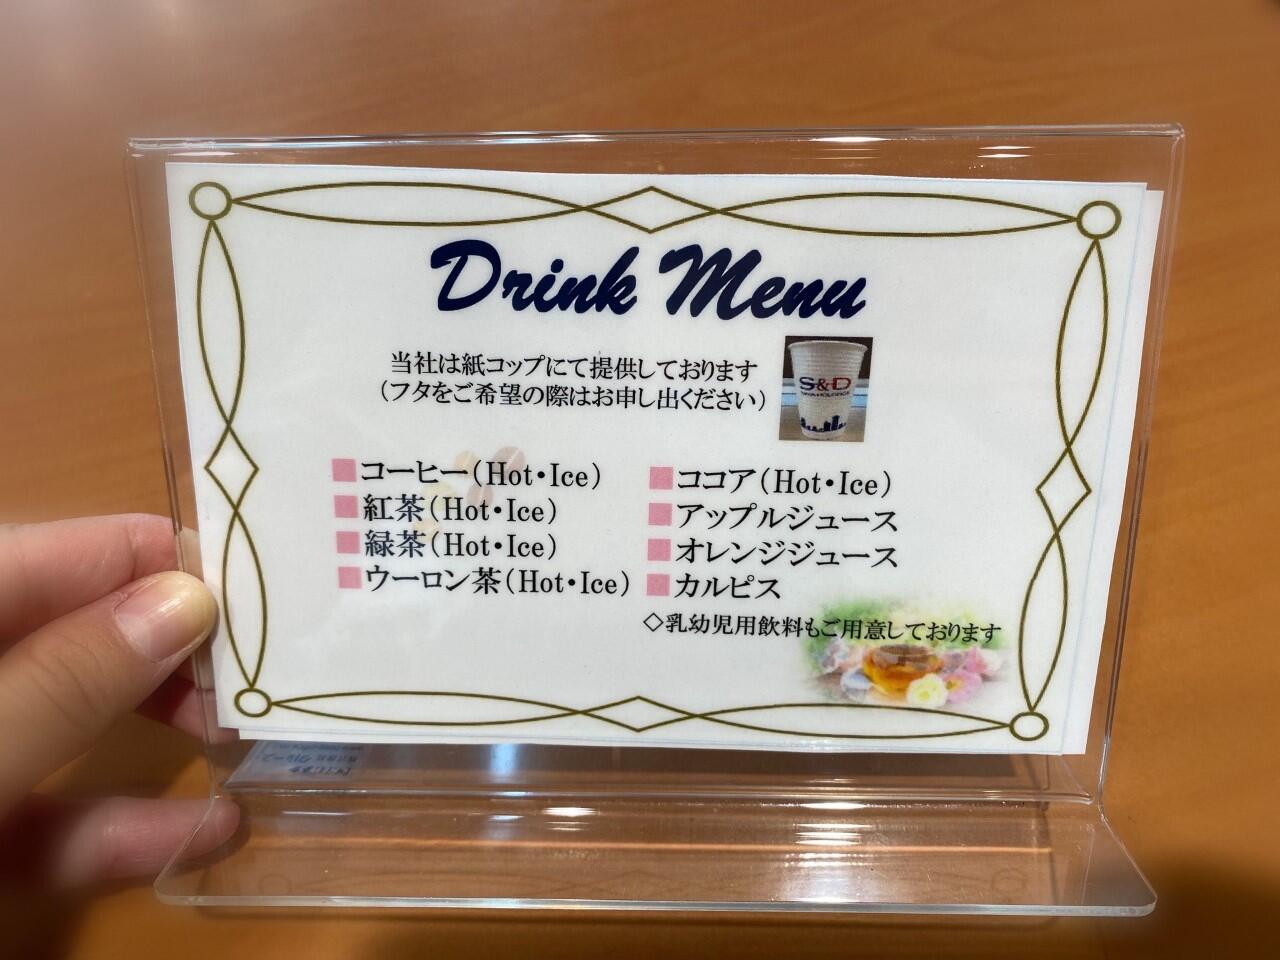 Drink Menu
当社は紙コップにて提供しております
（フタをご希望の際はお申し出ください）
S&D
■コーヒー（Hot・Ice）
■紅茶（Hot・Ice）
■緑茶（Hot・Ice）
■ウーロン茶（Hot・Ice）
■ココア（Hot・Ice）
■アップルジュース
■オレンジジュース
■カルピス
◇乳幼児用飲料もご用意しております